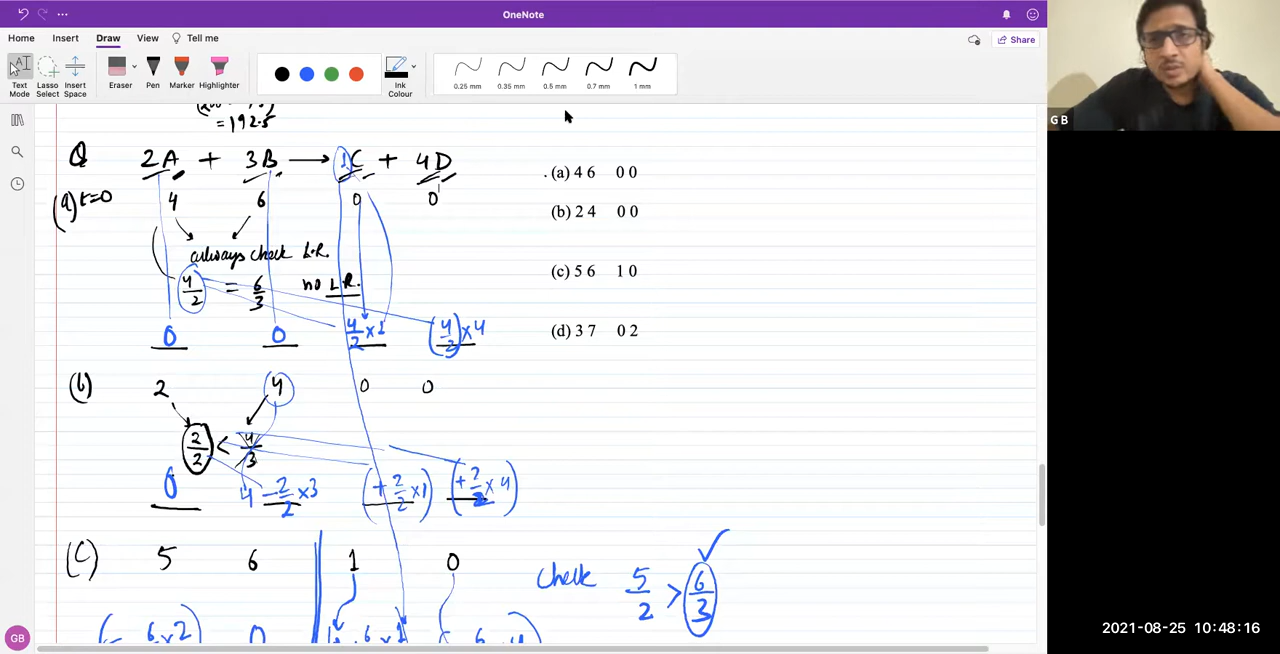 OneNote
Home Insert Draw View Tell me
Share
Text Mode Lasso Select Insert Space Eraser Pen Marker Highlighter Ink Colour 0.25 mm 0.35 mm 0.5 mm 0.7 mm 1 mm
G B
= 192.5
Q 2A + 3B → 1C + 4D
(a) t=0 4 6 0 0
always check L.R.
4/2 = 6/3 no L.R.
0 0 4/2 × 1 (4/2) × 4
(b) 2 4 0 0
2/2 < 4/3
0 4 - 2/2 × 3 (+ 2/2 × 1) (+ 2/2 × 4)
(C) 5 6 1 0
Check 5/2 > 6/3 ✓
. (a) 4 6 0 0
(b) 2 4 0 0
(c) 5 6 1 0
(d) 3 7 0 2
GB
2021-08-25 10:48:16